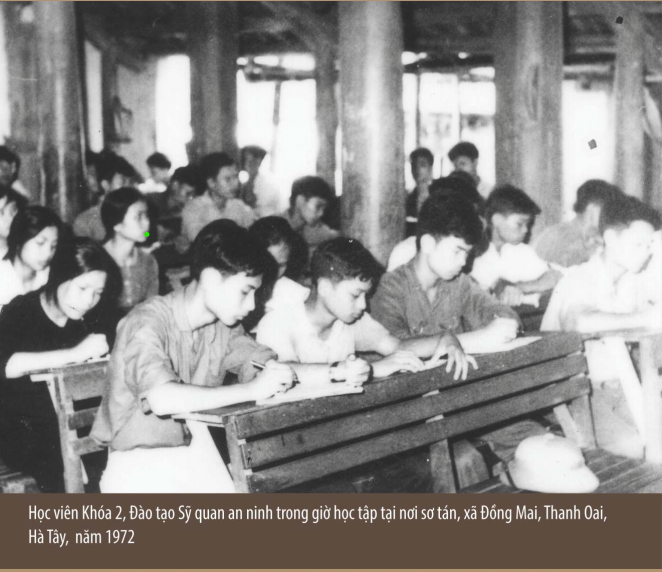 Học viên Khóa 2, Đào tạo Sỹ quan an ninh trong giờ học tập tại nơi sơ tán, xã Đồng Mai, Thanh Oai,
Hà Tây, năm 1972